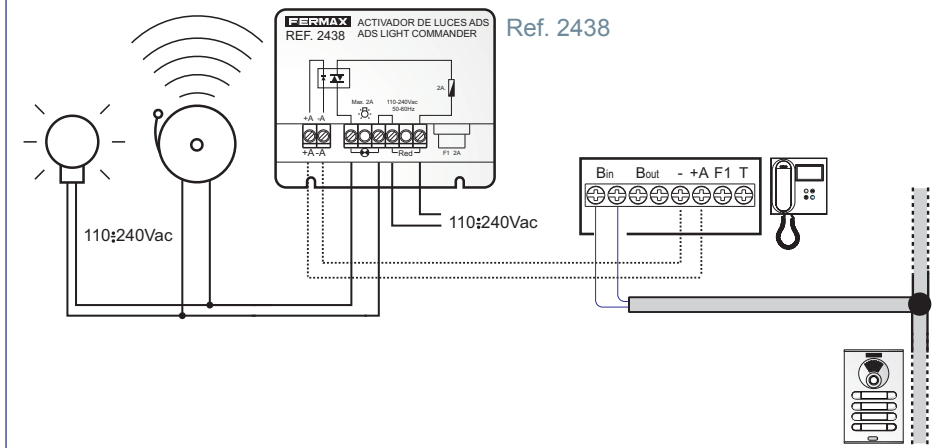 FERMAX ACTIVADOR DE LUCES ADS
REF. 2438 ADS LIGHT COMMANDER
Ref. 2438
2A.
Max. 2A 110-240Vac
50-60Hz
+A -A
+A -A
Red
F1 2A
110÷240Vac
110÷240Vac
Bin Bout - +A F1 T